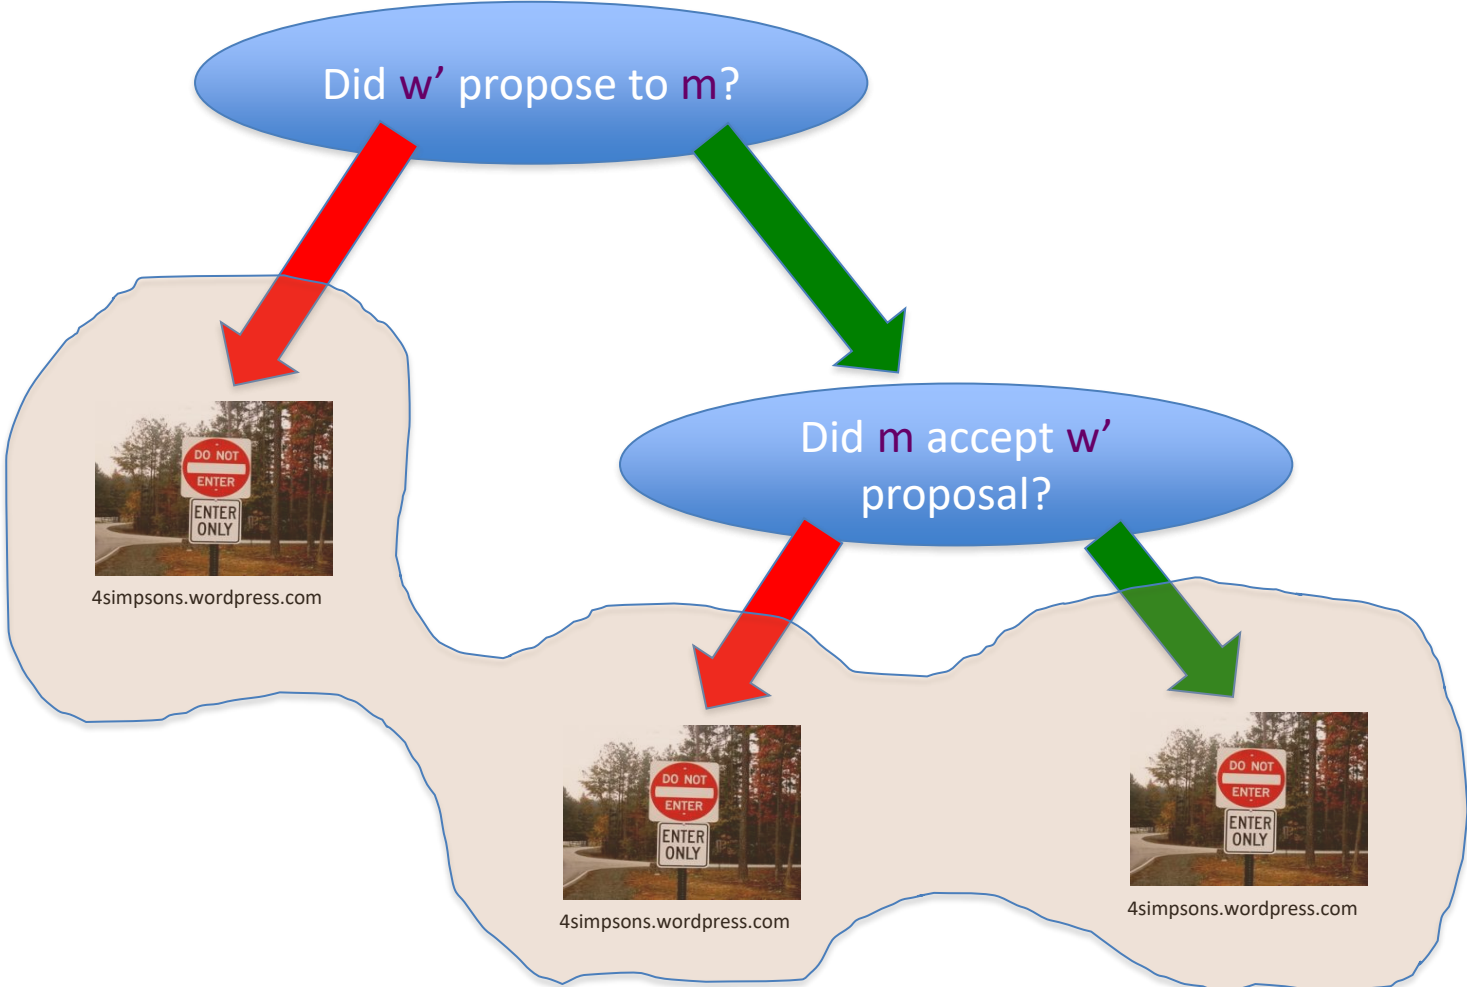 Did w’ propose to m?
Did m accept w’
proposal?
DO NOT
ENTER
ENTER
ONLY
4simpsons.wordpress.com
DO NOT
ENTER
ENTER
ONLY
4simpsons.wordpress.com
DO NOT
ENTER
ENTER
ONLY
4simpsons.wordpress.com